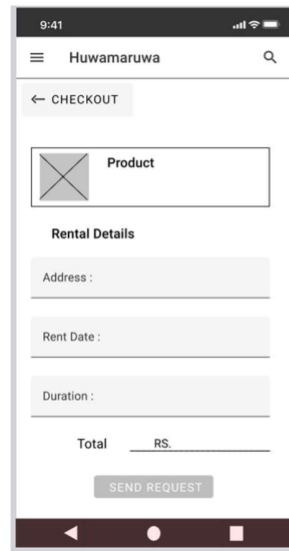 9:41
Huwamaruwa
← CHECKOUT
Product
Rental Details
Address :
Rent Date :
Duration :
Total RS.
SEND REQUEST